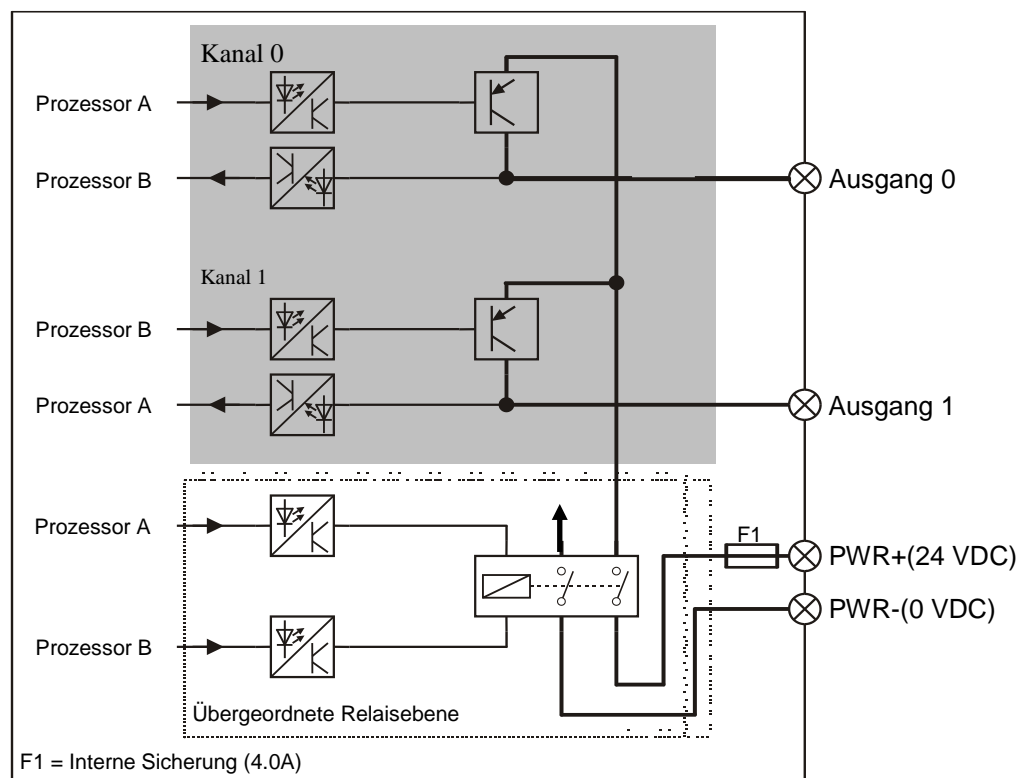 Kanal 0
Prozessor A
Prozessor B
Ausgang 0
Kanal 1
Prozessor B
Prozessor A
Ausgang 1
Prozessor A
F1
PWR+(24 VDC)
PWR-(0 VDC)
Prozessor B
Übergeordnete Relaisebene
F1 = Interne Sicherung (4.0A)